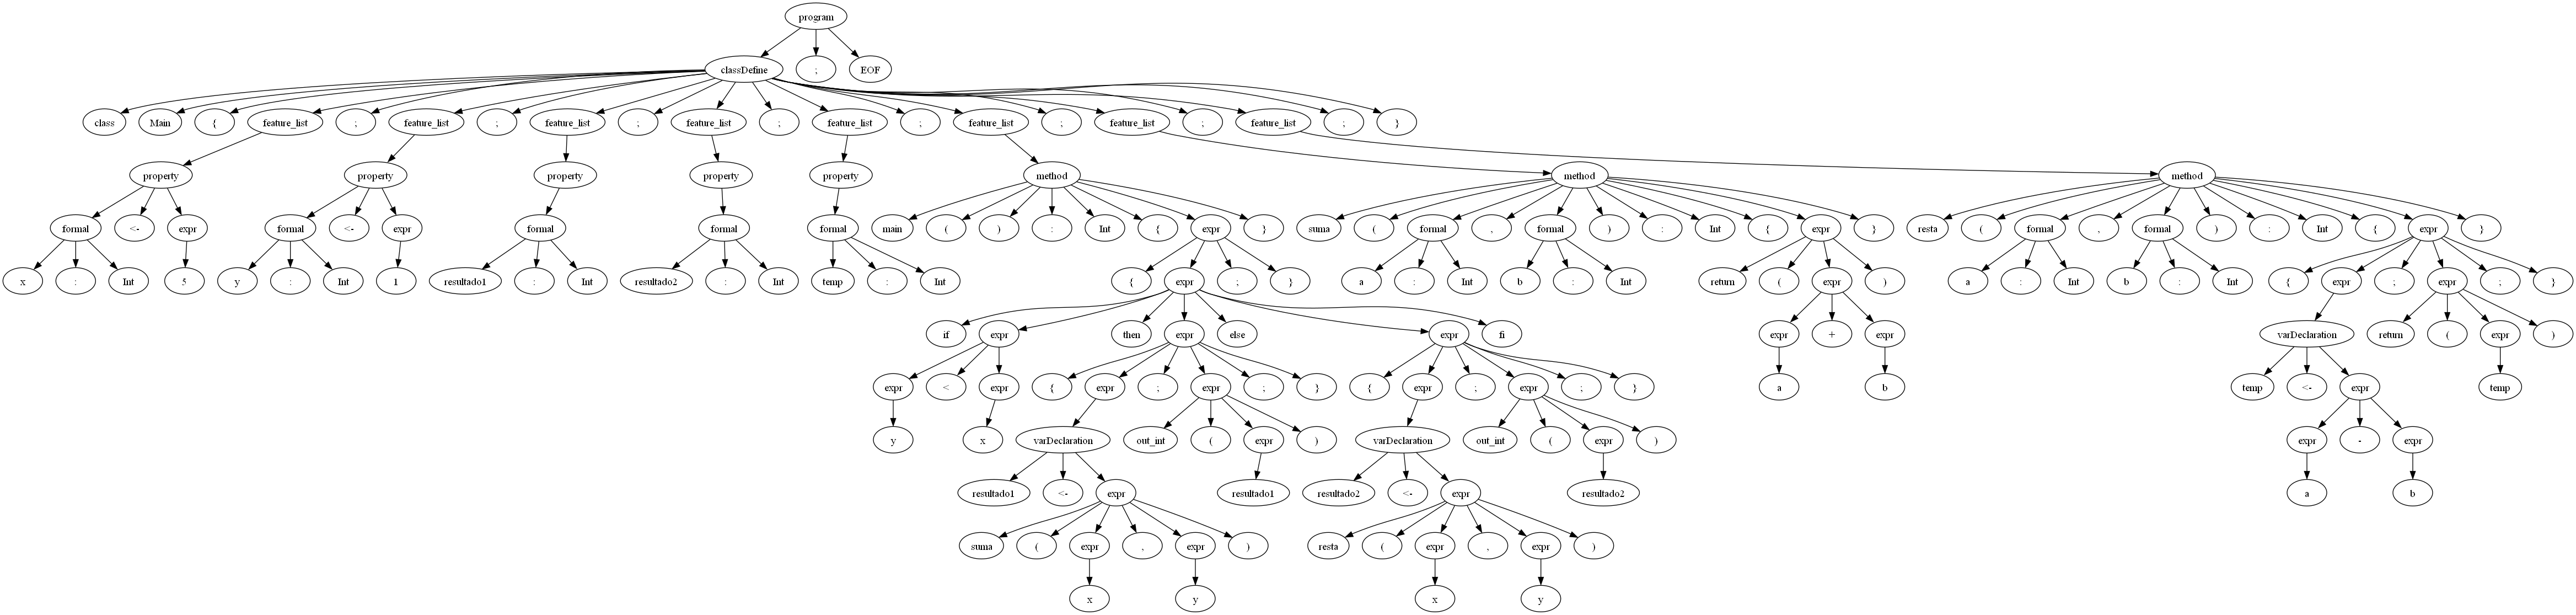 program
classDefine ; EOF
class Main { feature_list ; feature_list ; feature_list ; feature_list ; feature_list ; feature_list ; feature_list ; feature_list ; }
property property property property property method method method
formal <- expr formal <- expr formal formal formal main ( ) : Int { expr } suma ( formal , formal ) : Int { expr } resta ( formal , formal ) : Int { expr }
x : Int 5 y : Int 1 resultado1 : Int resultado2 : Int temp : Int { expr ; } a : Int b : Int return ( expr ) a : Int b : Int { expr ; expr ; }
if expr then expr else expr fi expr + expr varDeclaration return ( expr )
expr < expr { expr ; expr ; } { expr ; expr ; } a b temp <- expr temp
y x varDeclaration out_int ( expr ) varDeclaration out_int ( expr ) expr - expr
resultado1 <- expr resultado1 resultado2 <- expr resultado2 a b
suma ( expr , expr ) resta ( expr , expr )
x y x y